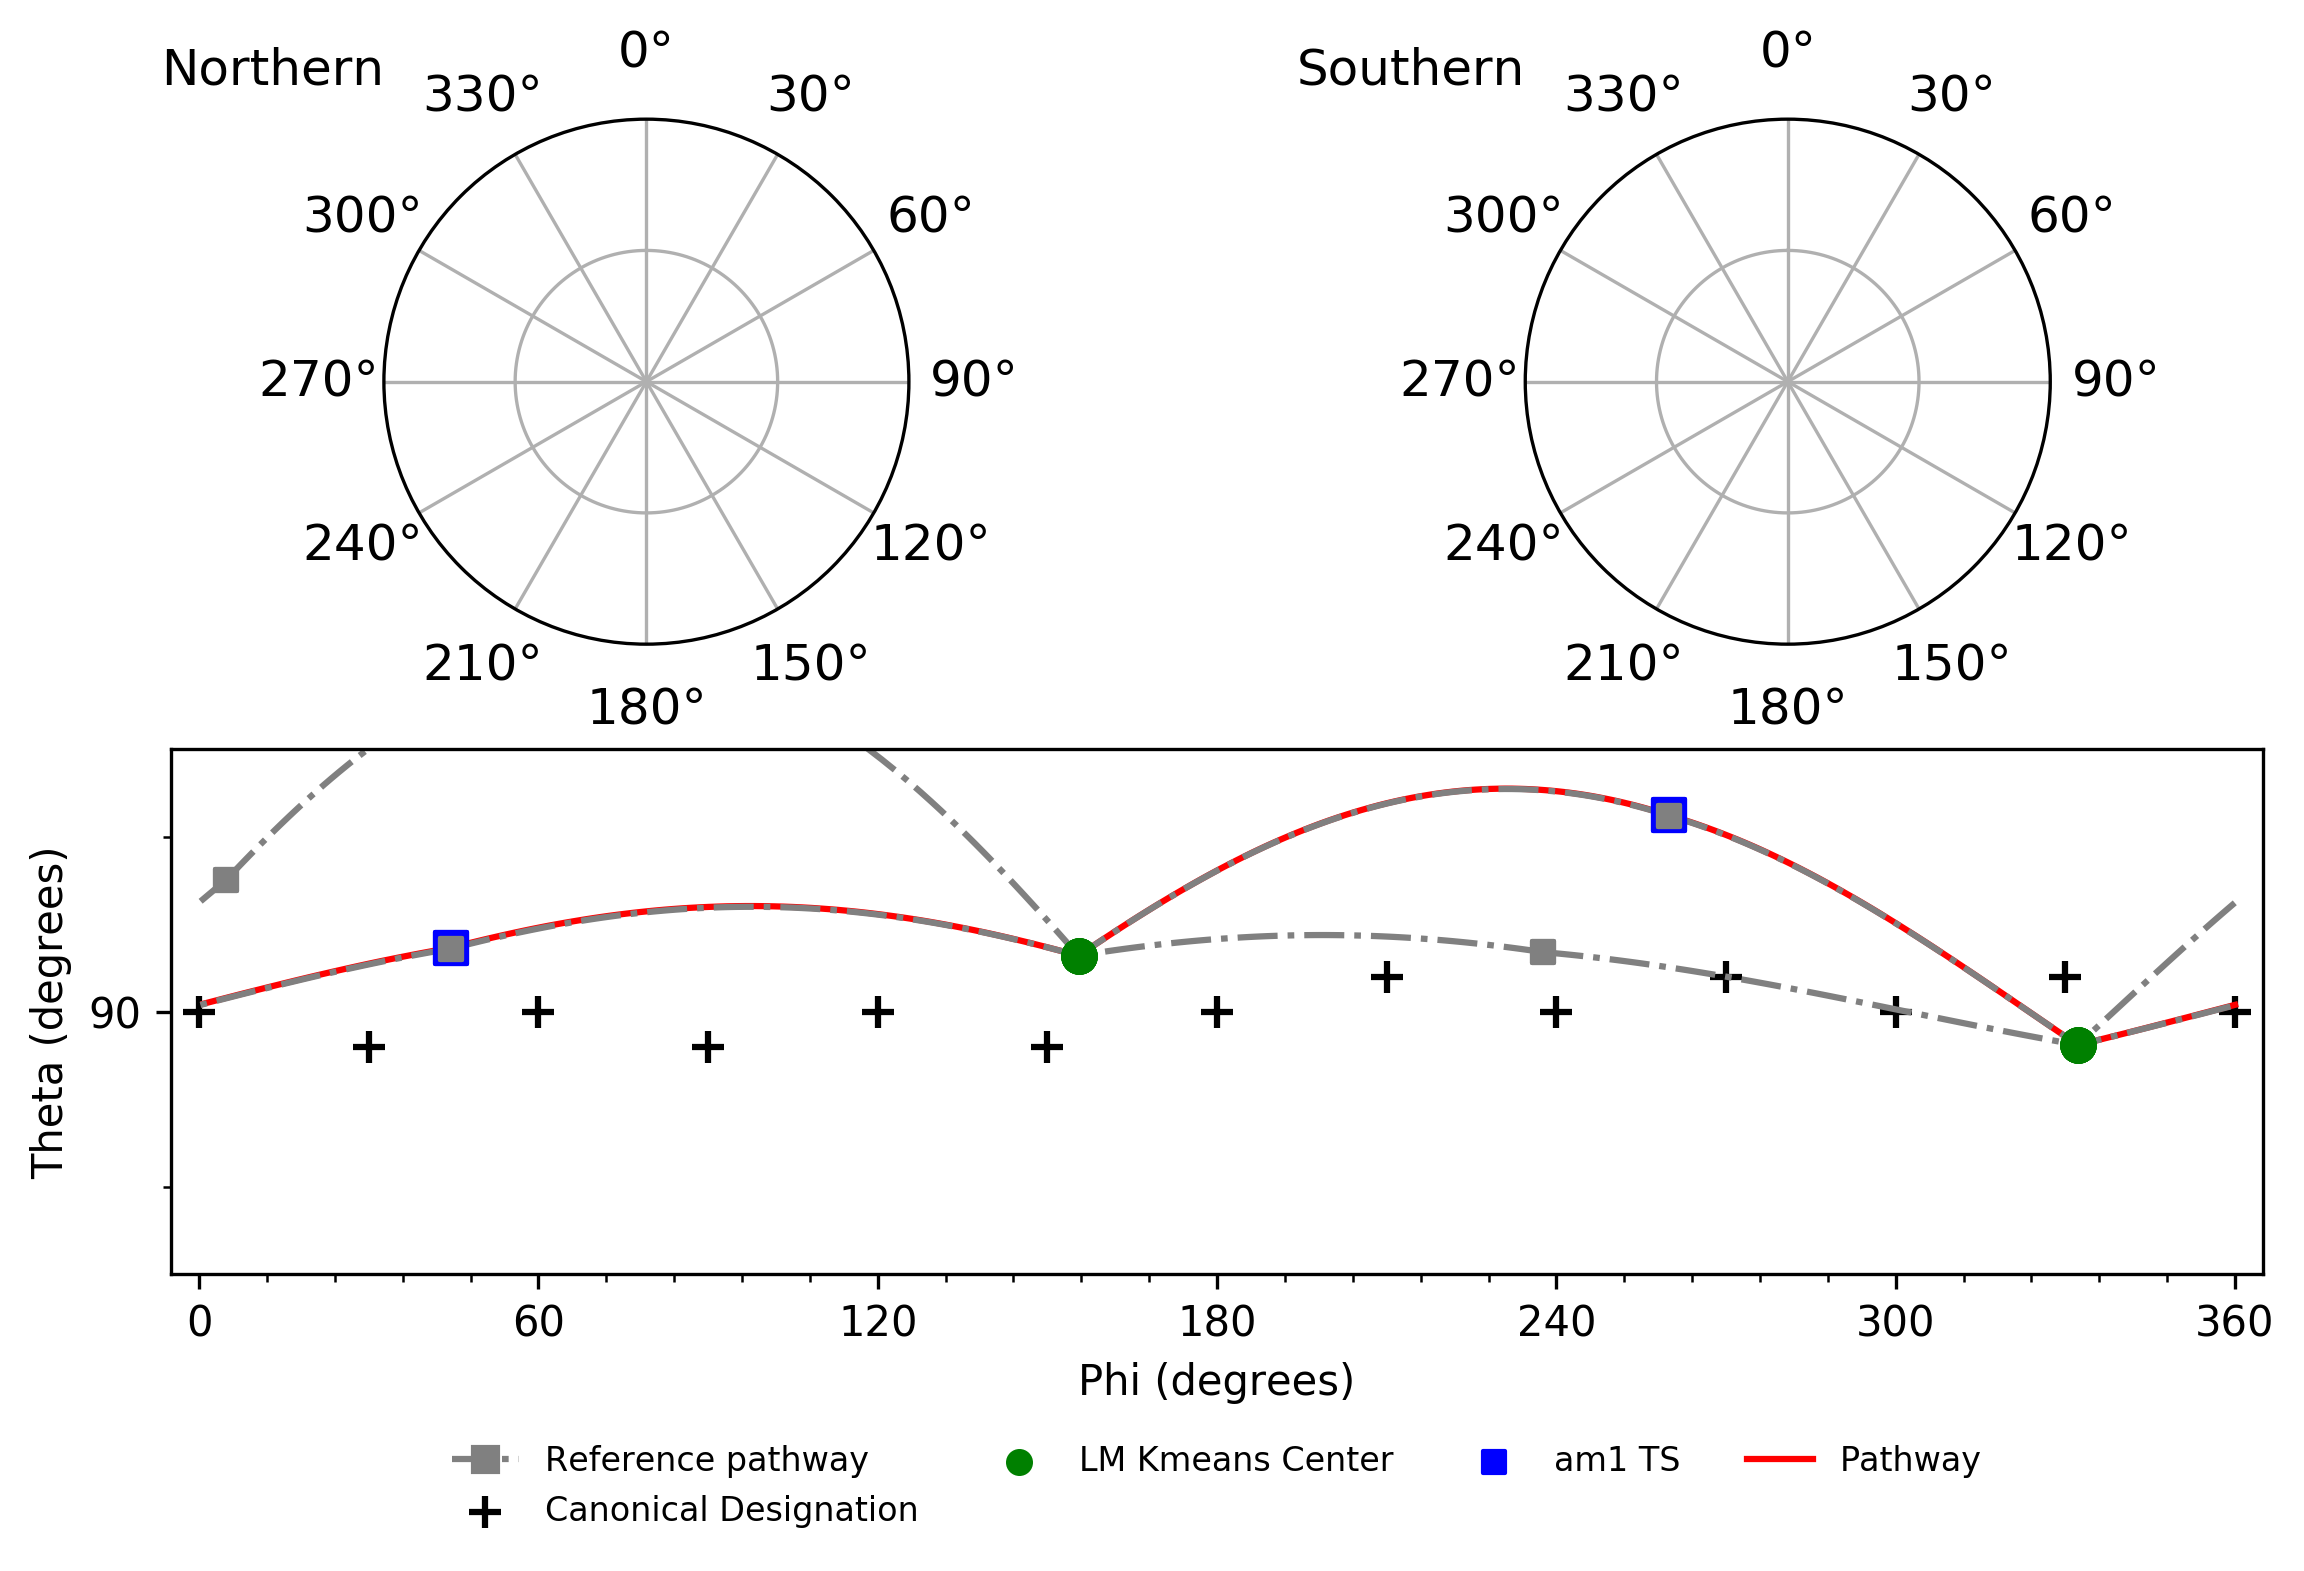 Northern
0°
330°
30°
300°
60°
270°
90°
240°
120°
210°
150°
180°
Southern
0°
330°
30°
300°
60°
270°
90°
240°
120°
210°
150°
180°
Theta (degrees)
90
0 60 120 180 240 300 360
Phi (degrees)
Reference pathway
Canonical Designation
LM Kmeans Center
am1 TS
Pathway